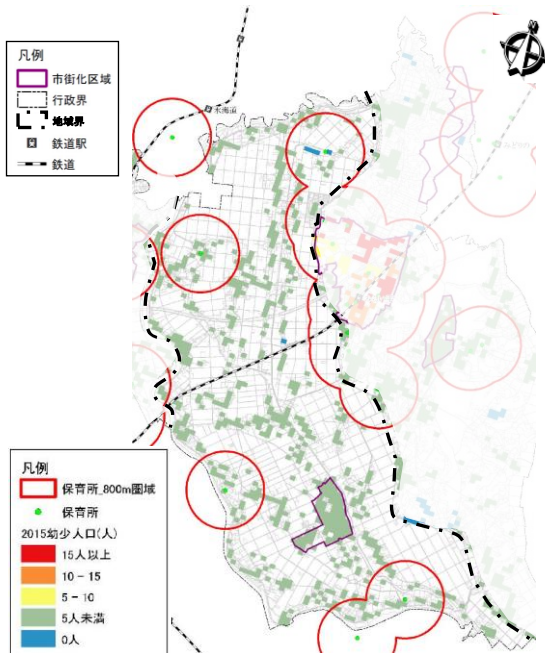 凡例
市街化区域
行政界
地域界
鉄道駅
鉄道
水海道
凡例
保育所_800m圏域
保育所
2015幼少人口(人)
15人以上
10 - 15
5 - 10
5人未満
0人